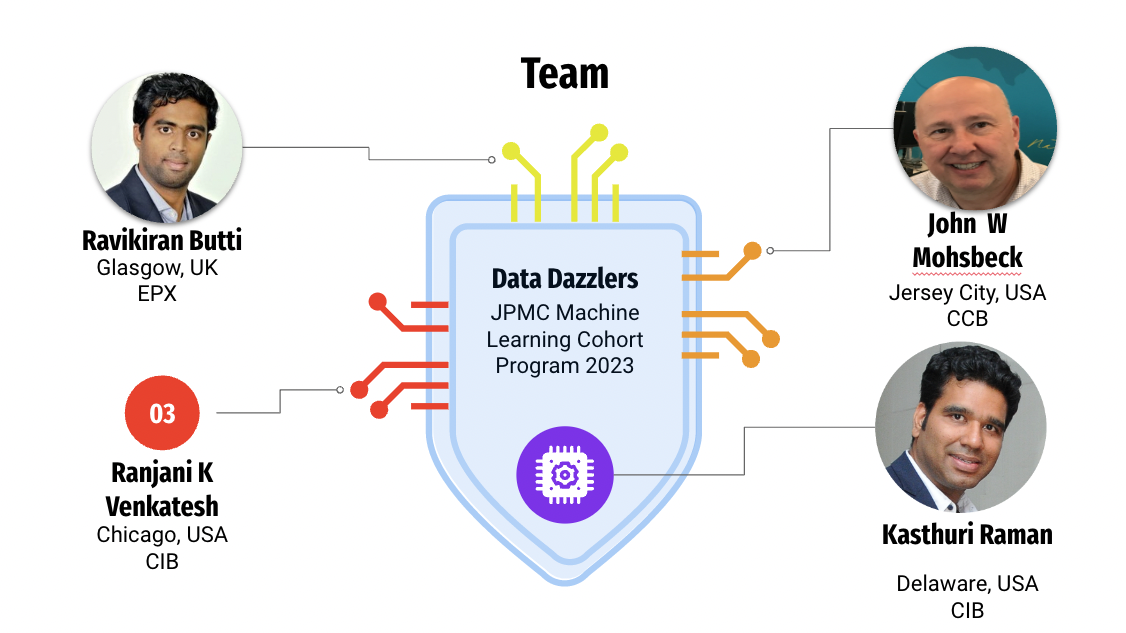 Team
Ravikiran Butti
Glasgow, UK
EPX
John W
Mohsbeck
Jersey City, USA
CCB
Data Dazzlers
JPMC Machine
Learning Cohort
Program 2023
03
Ranjani K
Venkatesh
Chicago, USA
CIB
Kasthuri Raman
Delaware, USA
CIB